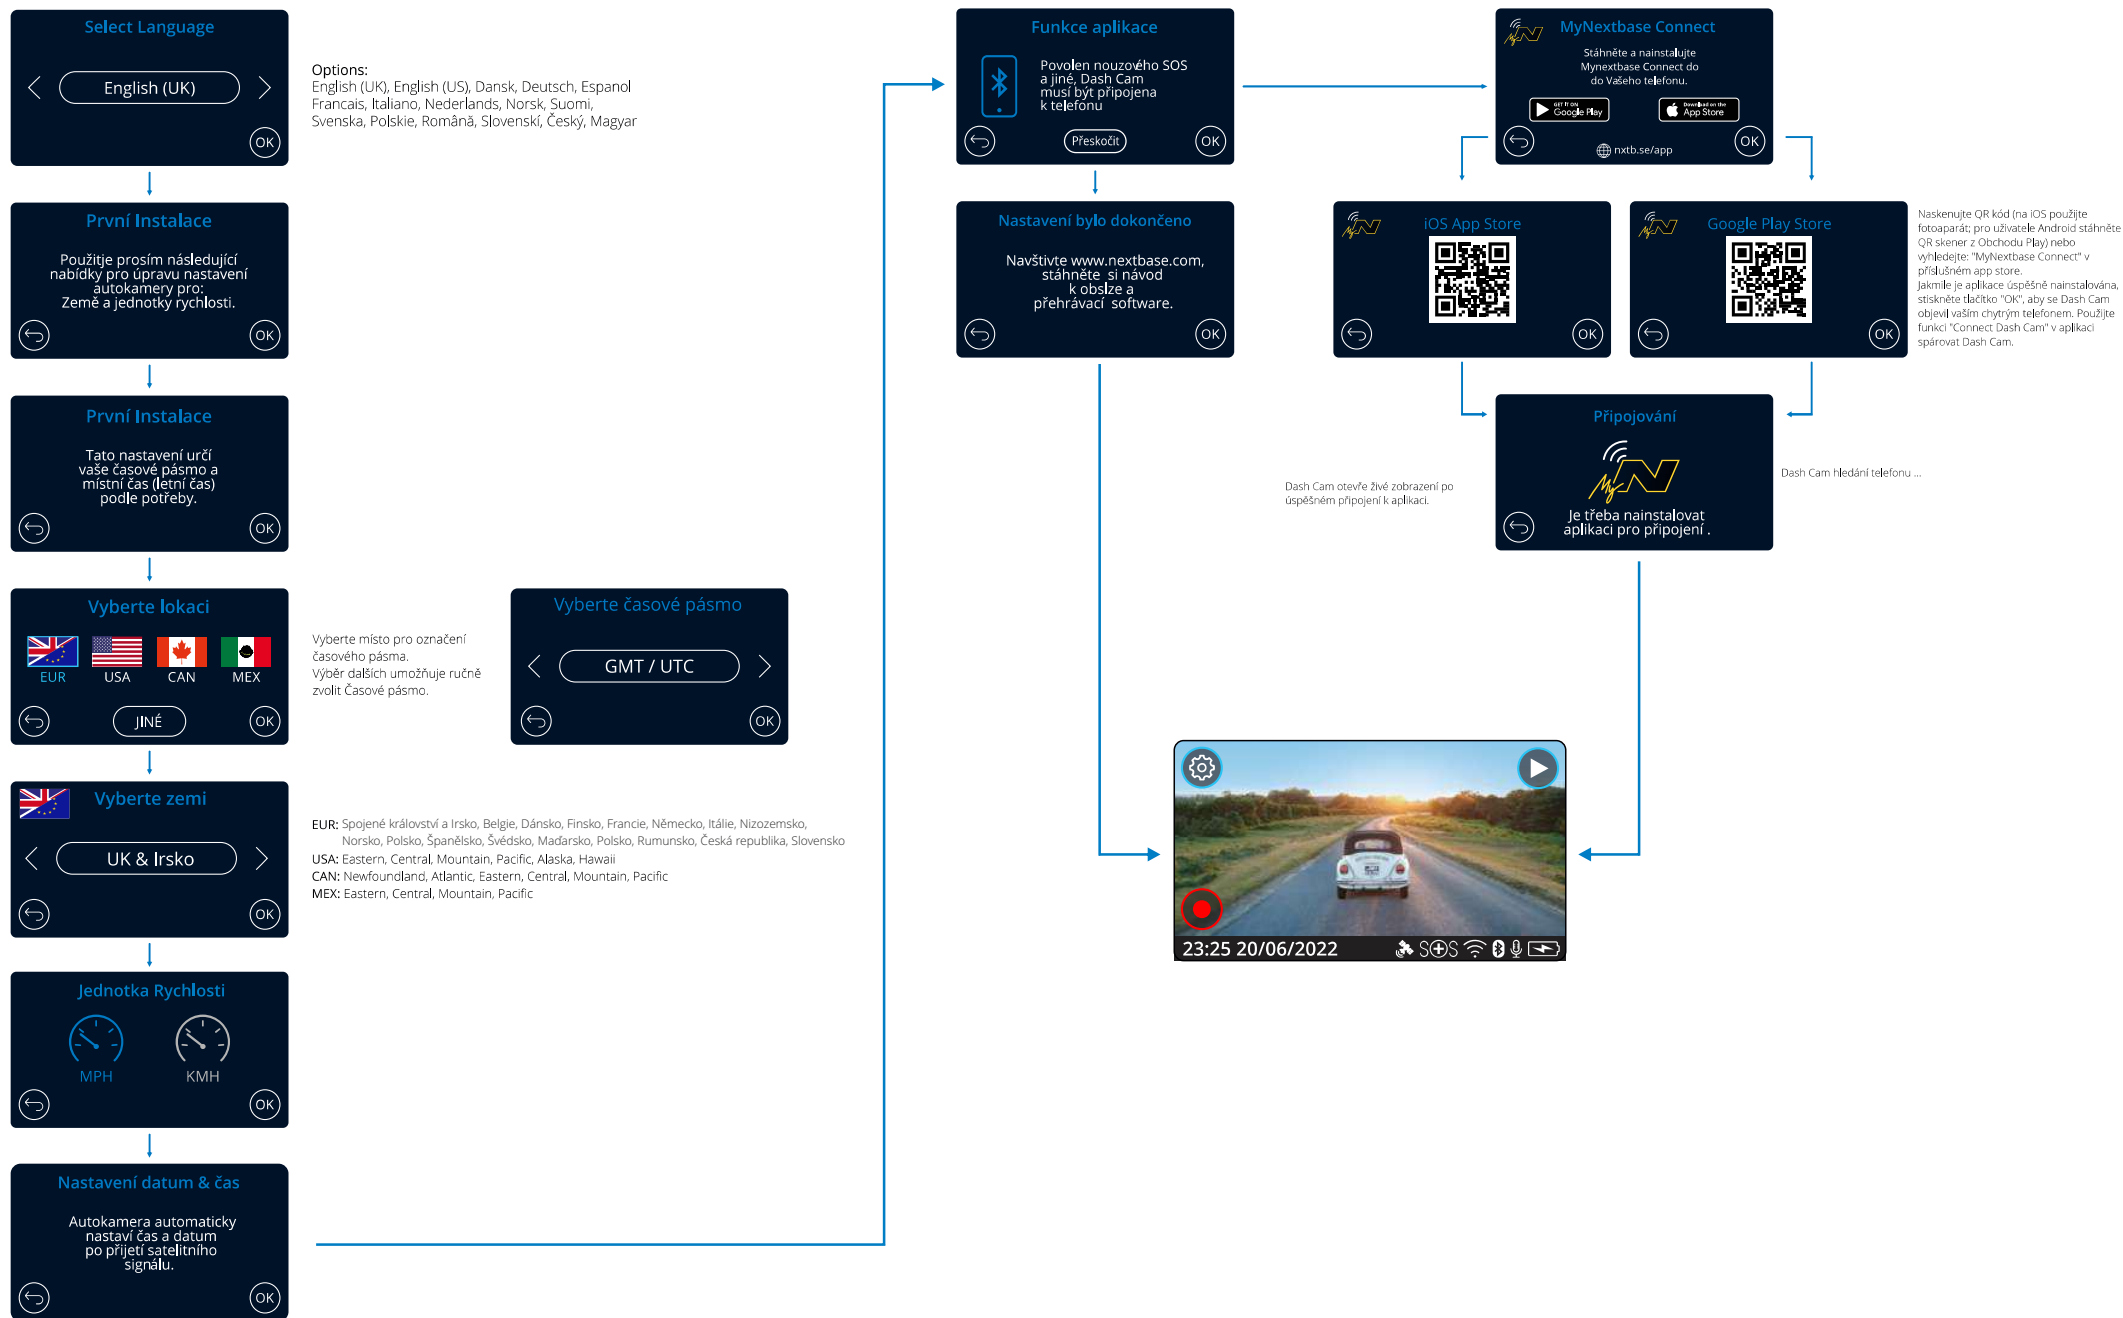 Select Language
English (UK)
OK
Options:
English (UK), English (US), Dansk, Deutsch, Espanol
Francais, Italiano, Nederlands, Norsk, Suomi,
Svenska, Polskie, Română, Slovenskí, Český, Magyar
První Instalace
Použitje prosím následující
nabídky pro úpravu nastavení
autokamery pro:
Země a jednotky rychlosti.
OK
První Instalace
Tato nastavení určí
vaše časové pásmo a
místní čas (letní čas)
podle potřeby.
OK
Vyberte lokaci
EUR USA CAN MEX
JINÉ
OK
Vyberte místo pro označení
časového pásma.
Výběr dalších umožňuje ručně
zvolit Časové pásmo.
Vyberte časové pásmo
GMT / UTC
OK
Vyberte zemi
UK & Irsko
OK
EUR: Spojené království a Irsko, Belgie, Dánsko, Finsko, Francie, Německo, Itálie, Nizozemsko,
Norsko, Polsko, Španělsko, Švédsko, Maďarsko, Polsko, Rumunsko, Česká republika, Slovensko
USA: Eastern, Central, Mountain, Pacific, Alaska, Hawaii
CAN: Newfoundland, Atlantic, Eastern, Central, Mountain, Pacific
MEX: Eastern, Central, Mountain, Pacific
Jednotka Rychlosti
MPH KMH
OK
Nastavení datum & čas
Autokamera automaticky
nastaví čas a datum
po přijetí satelitního
signálu.
OK
Funkce aplikace
Povolen nouzového SOS
a jiné, Dash Cam
musí být připojena
k telefonu
Přeskočit
OK
Nastavení bylo dokončeno
Navštivte www.nextbase.com,
stáhněte si návod
k obslze a
přehrávací software.
OK
My N
MyNextbase Connect
Stáhněte a nainstalujte
Mynextbase Connect do
do Vašeho telefonu.
GET IT ON
Google Play
Download on the
App Store
nxtb.se/app
OK
My N
iOS App Store
OK
My N
Google Play Store
OK
Naskenujte QR kód (na iOS použijte
fotoaparát; pro uživatele Android stáhněte
QR skener z Obchodu Play) nebo
vyhledejte: "MyNextbase Connect" v
příslušném app store.
Jakmile je aplikace úspěšně nainstalována,
stiskněte tlačítko "OK", aby se Dash Cam
objevil vaším chytrým telefonem. Použijte
funkci "Connect Dash Cam" v aplikaci
spárovat Dash Cam.
Připojování
My N
Je třeba nainstalovat
aplikaci pro připojení .
Dash Cam otevře živé zobrazení po
úspěšném připojení k aplikaci.
Dash Cam hledání telefonu ...
23:25 20/06/2022
SOS